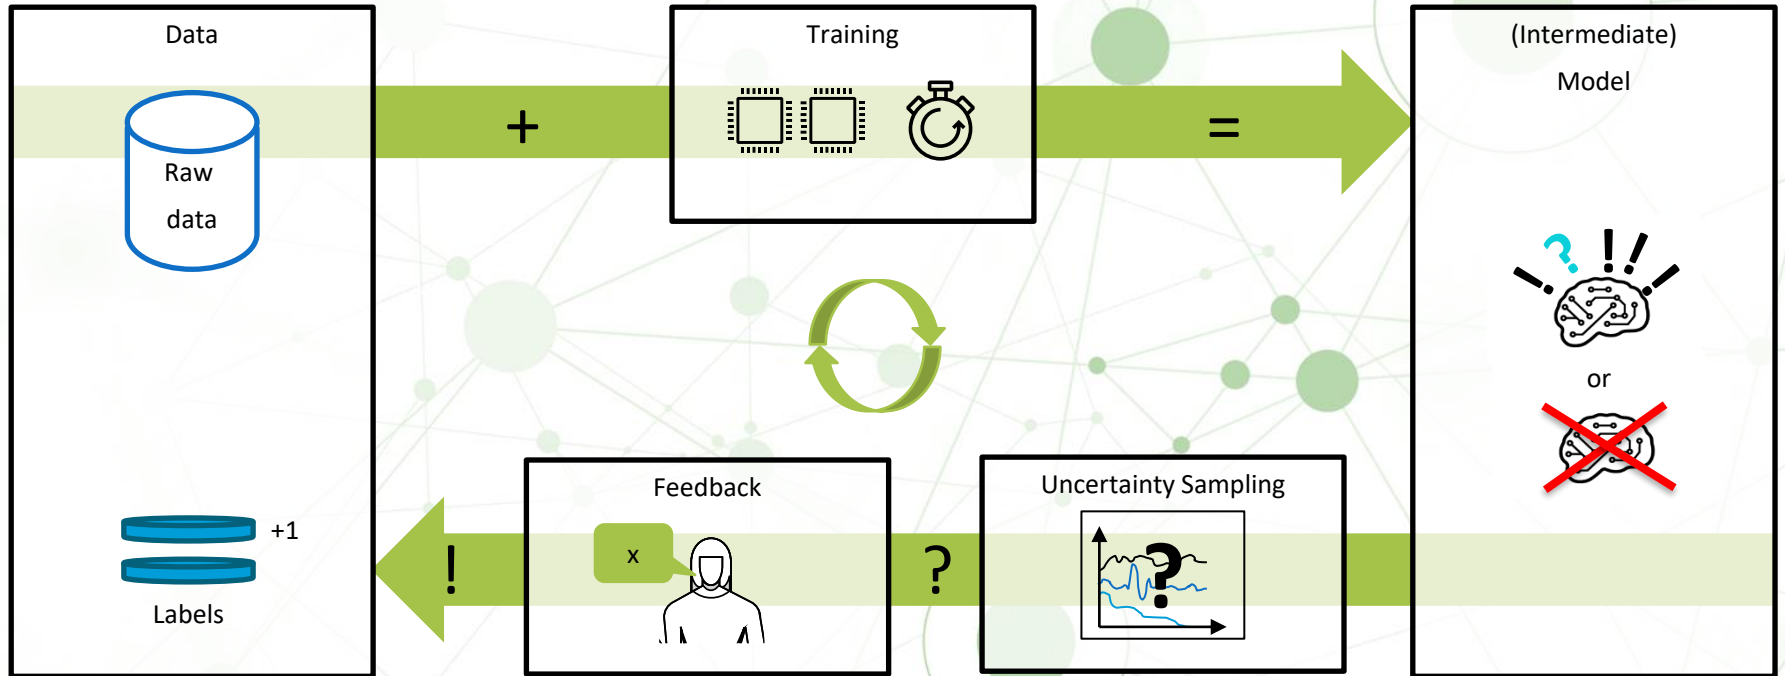 Data
Raw
data
+1
Labels
+
Training
=
(Intermediate)
Model
?
!
!
!
!
or
Uncertainty Sampling
?
?
Feedback
x
!